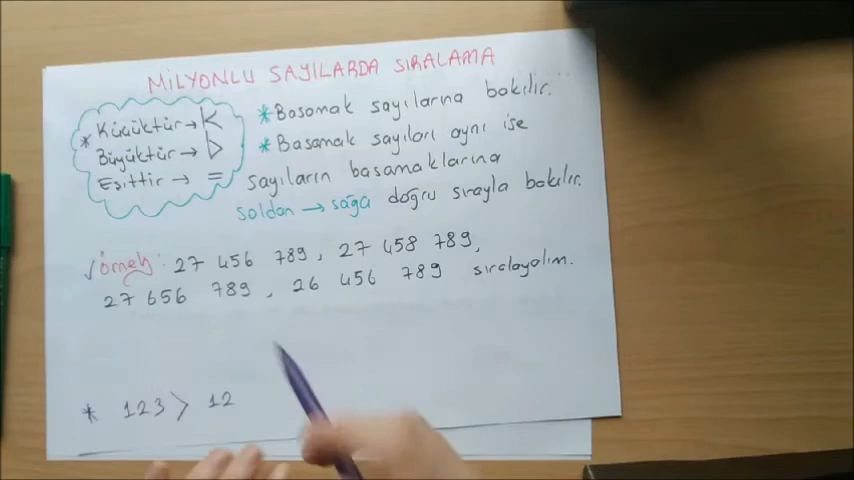 MİLYONLU SAYILARDA SIRALAMA
* Küçüktür → <
Büyüktür → >
Eşittir → =
* Basamak sayılarına bakılır.
* Basamak sayıları aynı ise
sayıların basamaklarına
soldan → sağa doğru sırayla bakılır.
√ örnek: 27 456 789, 27 458 789,
27 656 789, 26 456 789 sıralayalım.
* 123 > 12